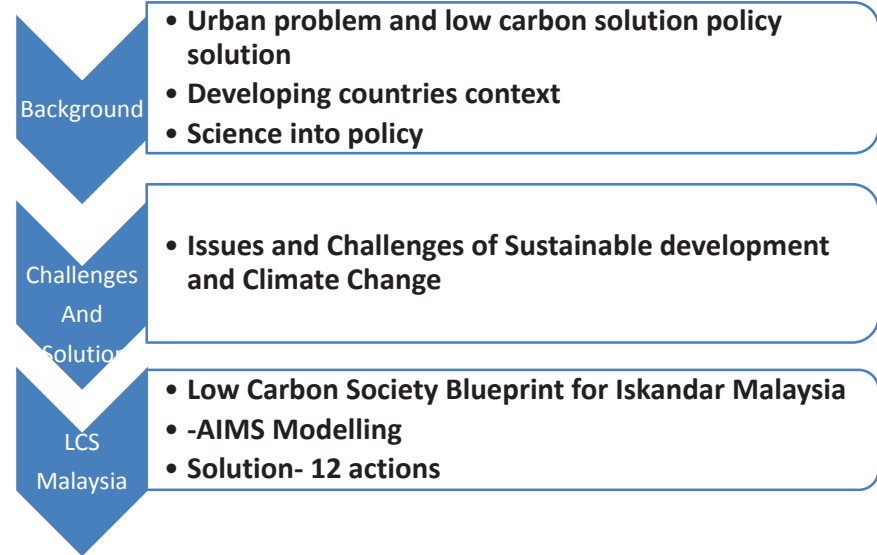 Background
• Urban problem and low carbon solution policy
solution
• Developing countries context
• Science into policy
Challenges
And
Solution
• Issues and Challenges of Sustainable development
and Climate Change
LCS
Malaysia
• Low Carbon Society Blueprint for Iskandar Malaysia
• -AIMS Modelling
• Solution- 12 actions